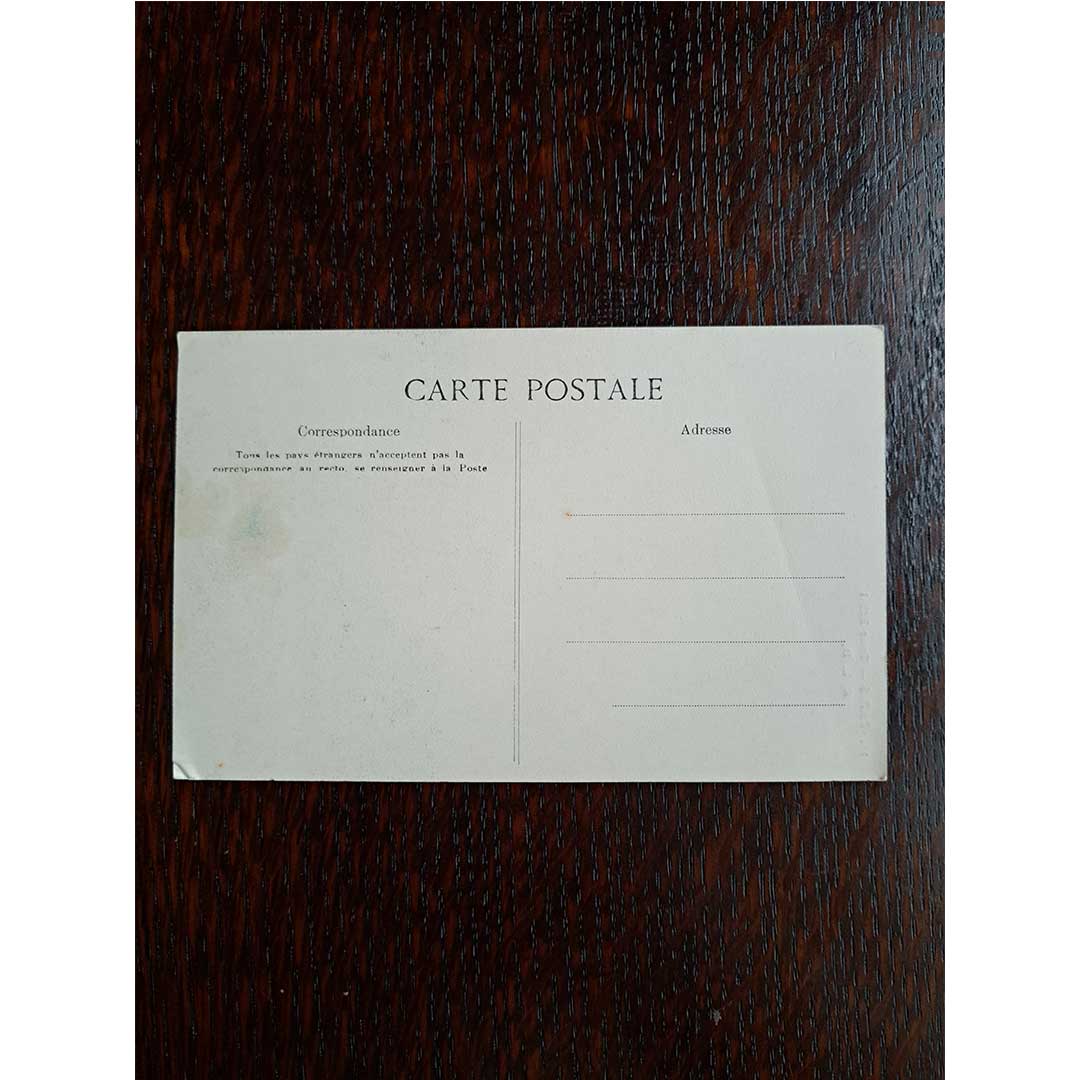 CARTE POSTALE
Correspondance
Tous les pays étrangers n'acceptent pas la
correspondance au recto, se renseigner à la Poste
Adresse